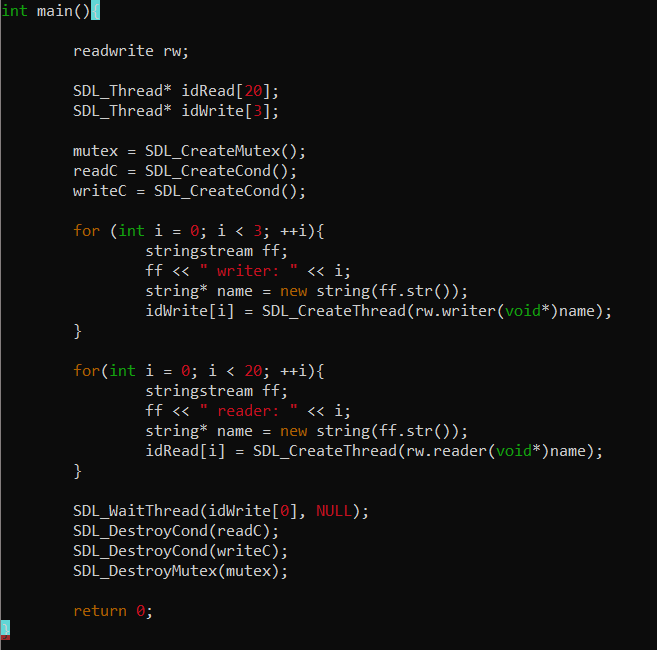 int main(){
readwrite rw;
SDL_Thread* idRead[20];
SDL_Thread* idWrite[3];
mutex = SDL_CreateMutex();
readC = SDL_CreateCond();
writeC = SDL_CreateCond();
for (int i = 0; i < 3; ++i){
stringstream ff;
ff << " writer: " << i;
string* name = new string(ff.str());
idWrite[i] = SDL_CreateThread(rw.writer(void*)name);
}
for(int i = 0; i < 20; ++i){
stringstream ff;
ff << " reader: " << i;
string* name = new string(ff.str());
idRead[i] = SDL_CreateThread(rw.reader(void*)name);
}
SDL_WaitThread(idWrite[0], NULL);
SDL_DestroyCond(readC);
SDL_DestroyCond(writeC);
SDL_DestroyMutex(mutex);
return 0;
}